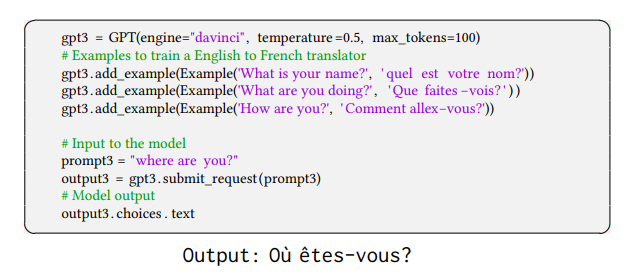 gpt3 = GPT(engine="davinci", temperature=0.5, max_tokens=100)
# Examples to train a English to French translator
gpt3.add_example(Example('What is your name?', 'quel est votre nom?'))
gpt3.add_example(Example('What are you doing?', 'Que faites-vois?'))
gpt3.add_example(Example('How are you?', 'Comment allex-vous?'))
# Input to the model
prompt3 = "where are you?"
output3 = gpt3.submit_request(prompt3)
# Model output
output3.choices.text
Output: Où êtes-vous?